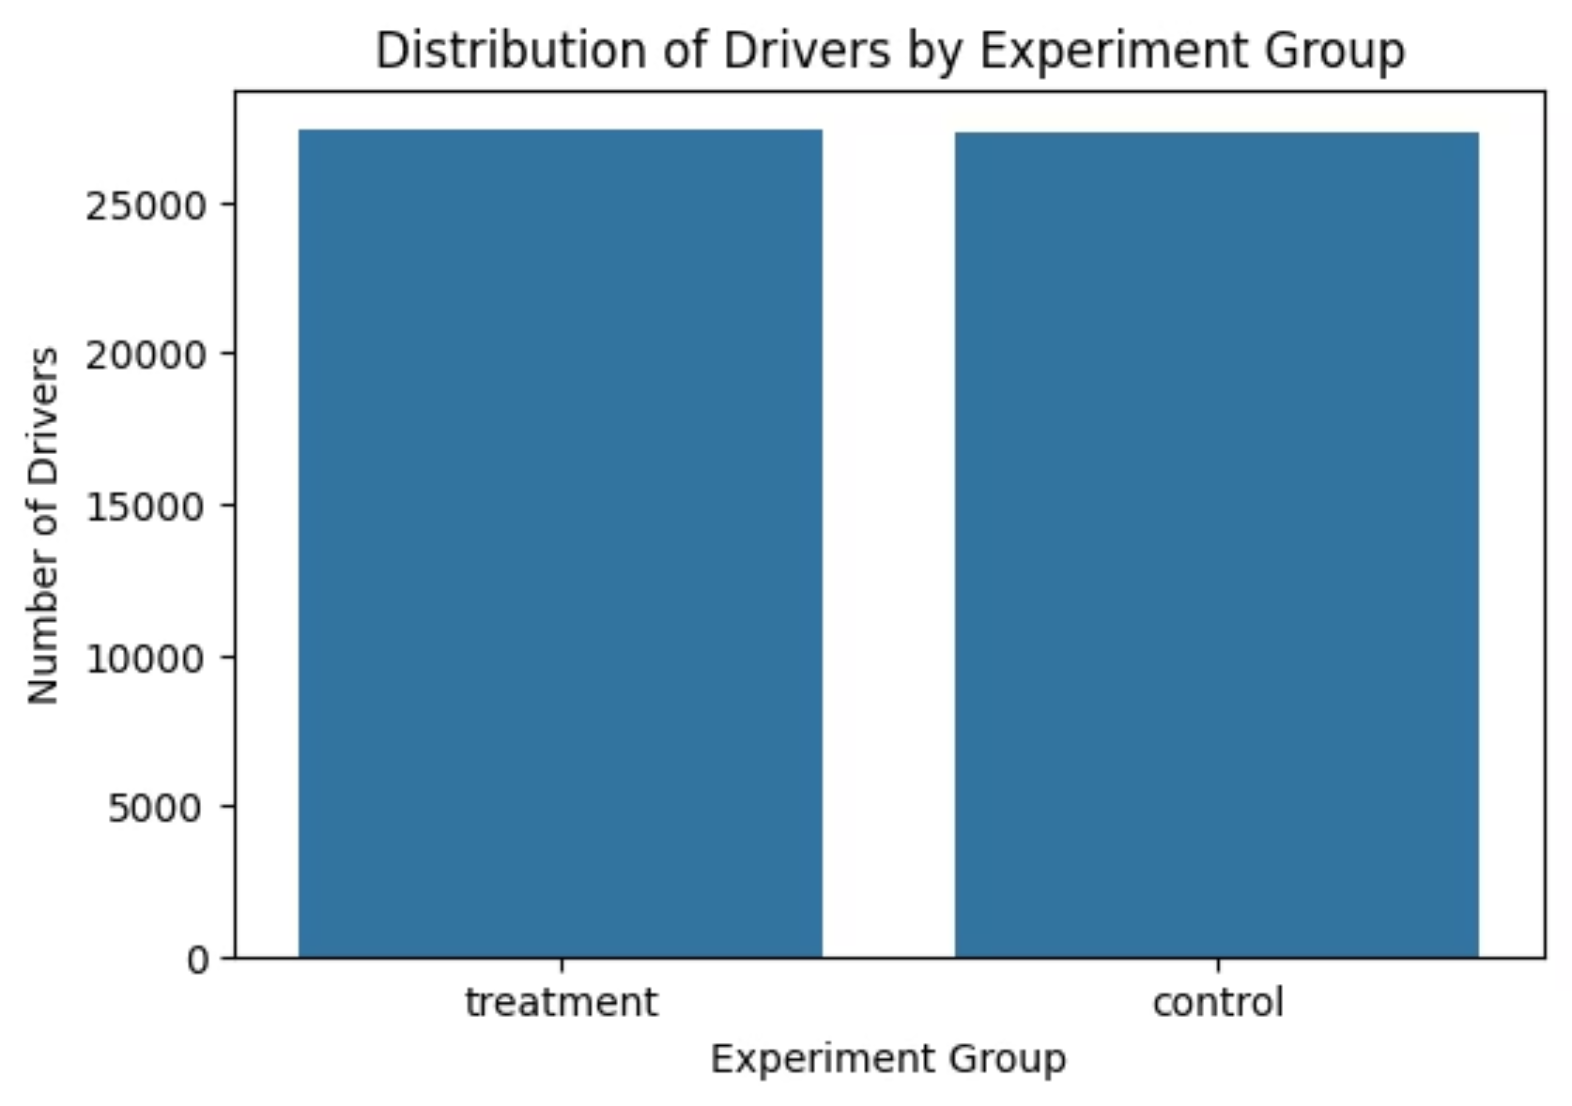 Distribution of Drivers by Experiment Group
Number of Drivers
25000
20000
15000
10000
5000
0
treatment control
Experiment Group